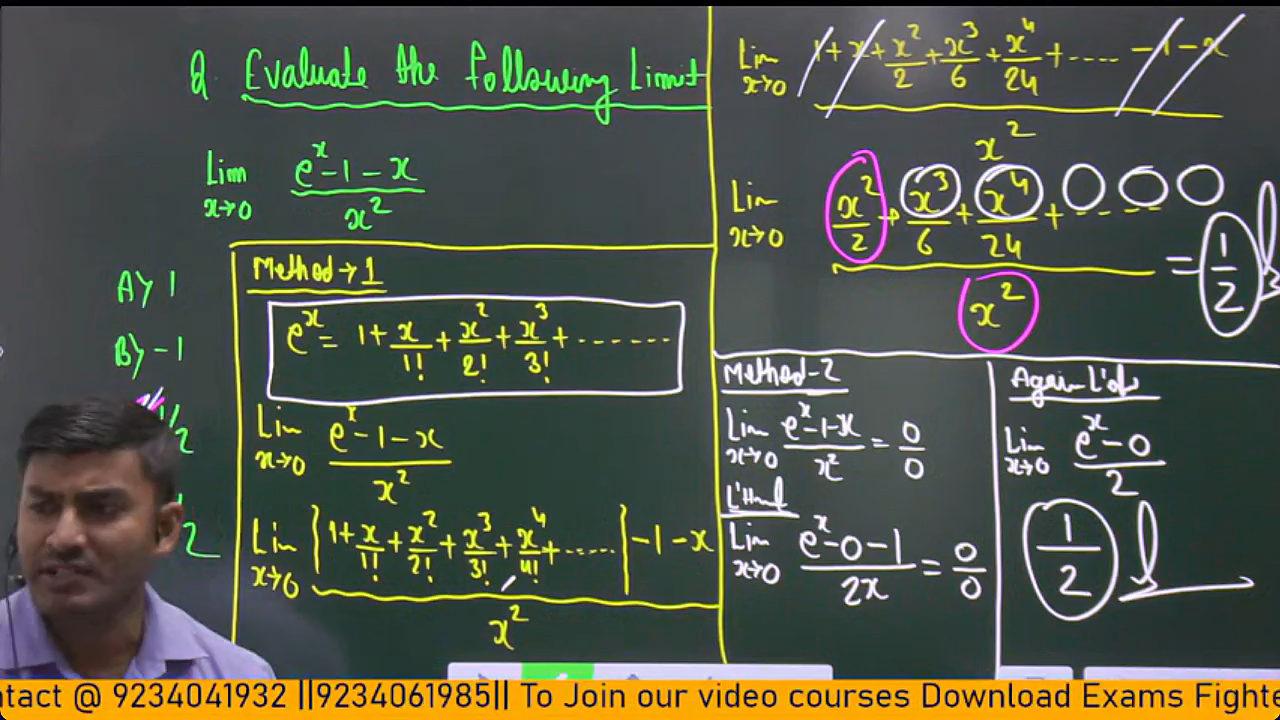 Q. Evaluate the following Limit
Lim x→0 (e^x - 1 - x)/x^2
A) 1
B) -1
1/2
2
Method → 1
e^x = 1 + x/1! + x^2/2! + x^3/3! + ........
Lim x→0 (e^x - 1 - x)/x^2
Lim x→0 [1 + x/1! + x^2/2! + x^3/3! + x^4/4! + ......] - 1 - x / x^2
Lim x→0 (1 + x + x^2/2 + x^3/6 + x^4/24 + ..... - 1 - x)/x^2
Lim x→0 (x^2/2 + x^3/6 + x^4/24 + - - - -)/x^2 = 1/2
Method-2
Lim x→0 (e^x - 1 - x)/x^2 = 0/0
Lim x→0 (e^x - 0 - 1)/2x = 0/0
Again
Lim x→0 (e^x - 0)/2
1/2
ntact @ 9234041932 ||9234061985|| To Join our video courses Download Exams Fighte